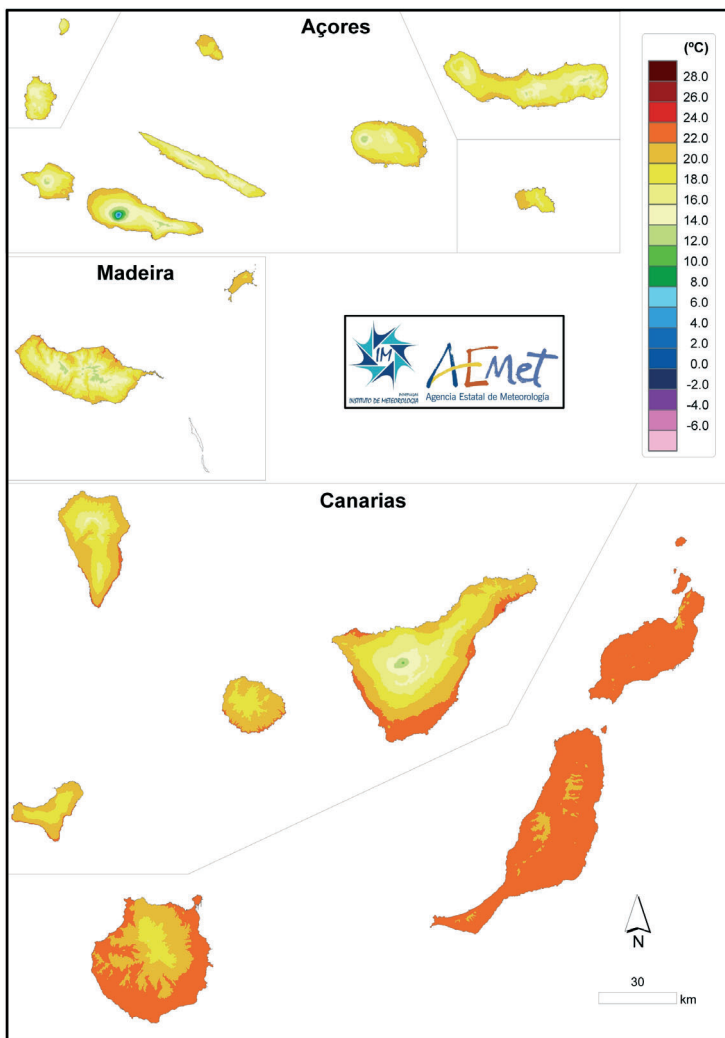 Açores
(ºC)
28.0
26.0
24.0
22.0
20.0
18.0
16.0
14.0
12.0
10.0
8.0
6.0
4.0
2.0
0.0
-2.0
-4.0
-6.0
Madeira
IM
PORTUGAL
INSTITUTO DE METEOROLOGIA
AEMet
Agencia Estatal de Meteorología
Canarias
N
30
km